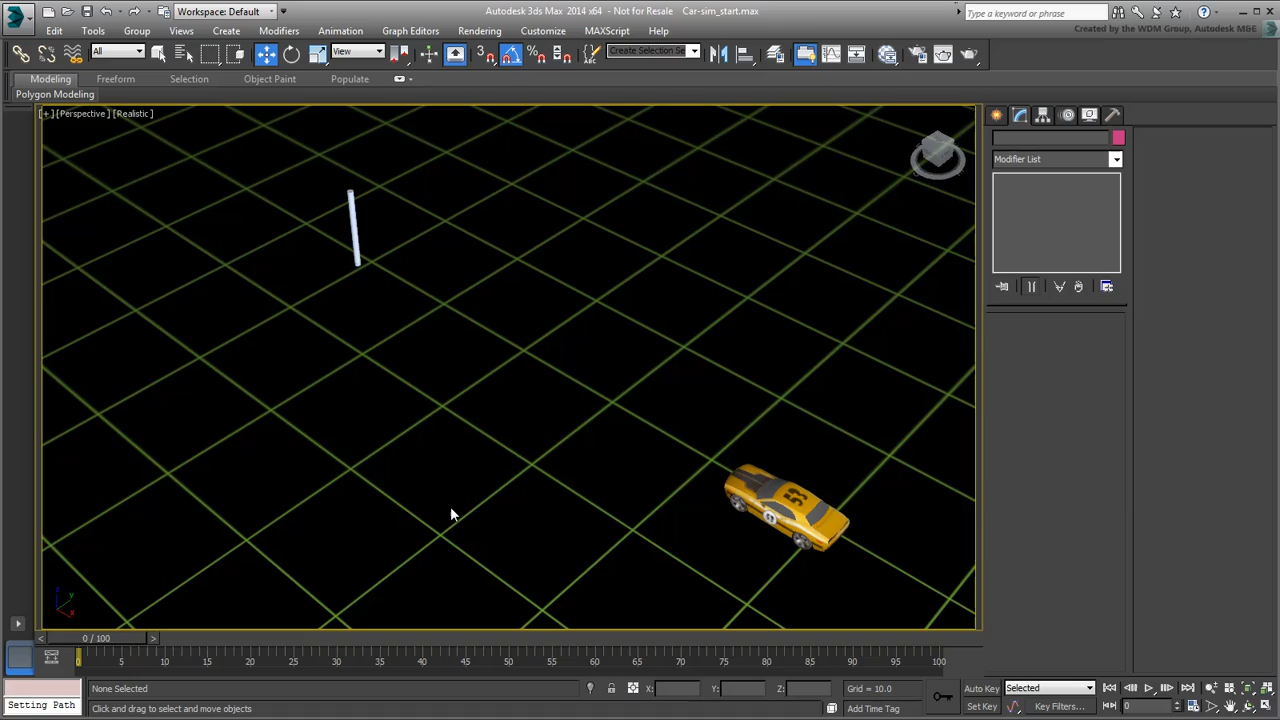 Workspace: Default
Autodesk 3ds Max 2014 x64 - Not for Resale Car-sim_start.max
Type a keyword or phrase
Edit Tools Group Views Create Modifiers Animation Graph Editors Rendering Customize MAXScript Help
Created by the WDM Group, Autodesk MBE
All View Create Selection Se
Modeling Freeform Selection Object Paint Populate
Polygon Modeling
[+][Perspective][Realistic]
Modifier List
53
z
y
x
0 / 100
0 5 10 15 20 25 30 35 40 45 50 55 60 65 70 75 80 85 90 95 100
None Selected X: Y: Z: Grid = 10.0 Auto Key Selected
Setting Path Click and drag to select and move objects Add Time Tag Set Key Key Filters... 0